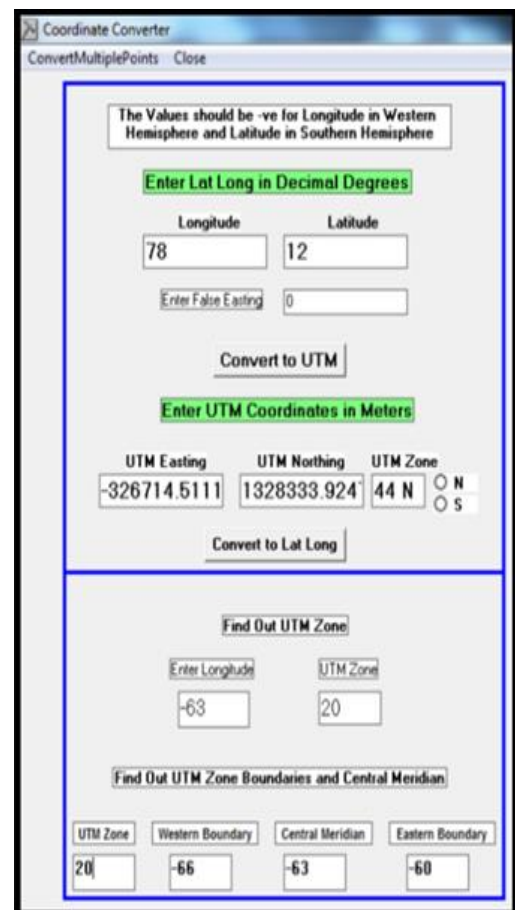 Coordinate Converter
ConvertMultiplePoints Close
The Values should be -ve for Longitude in Western
Hemisphere and Latitude in Southern Hemisphere
Enter Lat Long in Decimal Degrees
Longitude Latitude
78 12
Enter False Easting 0
Convert to UTM
Enter UTM Coordinates in Meters
UTM Easting UTM Northing UTM Zone
-326714.5111 1328333.924 44 N N
S
Convert to Lat Long
Find Out UTM Zone
Enter Longitude UTM Zone
-63 20
Find Out UTM Zone Boundaries and Central Meridian
UTM Zone Western Boundary Central Meridian Eastern Boundary
20 -66 -63 -60